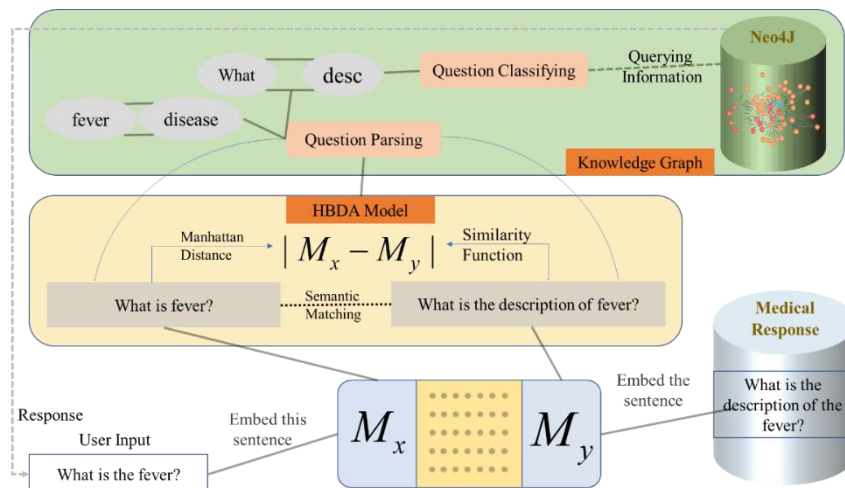 Neo4J
What
desc
Question Classifying
Querying
Information
fever
disease
Question Parsing
Knowledge Graph
HBDA Model
Manhattan
Distance
| Mx − My |
Similarity
Function
What is fever?
Semantic
Matching
What is the description of fever?
Medical
Response
What is the
description of the
fever?
Embed the
sentence
Mx
My
Embed this
sentence
Response
User Input
What is the fever?